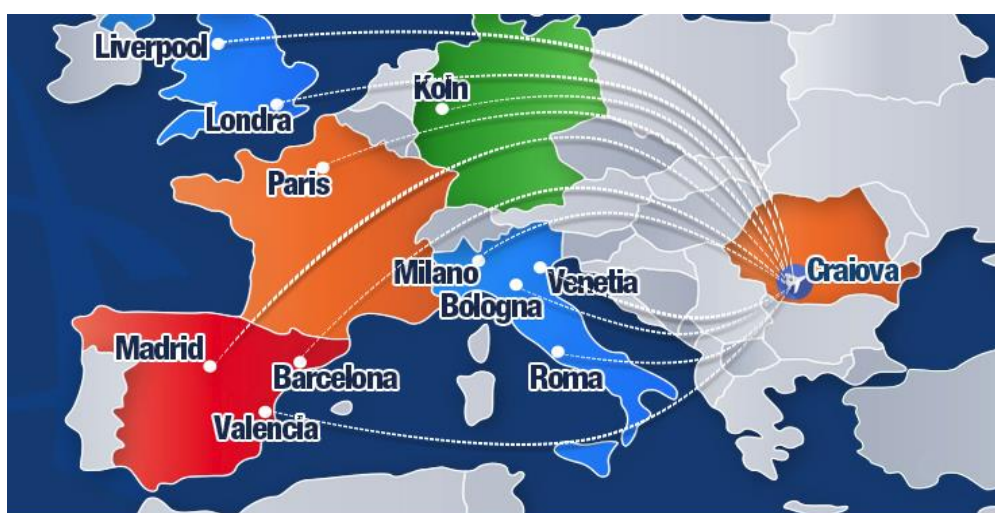 Liverpool
Koln
Londra
Paris
Milano
Venetia
Craiova
Bologna
Madrid
Barcelona
Roma
Valencia